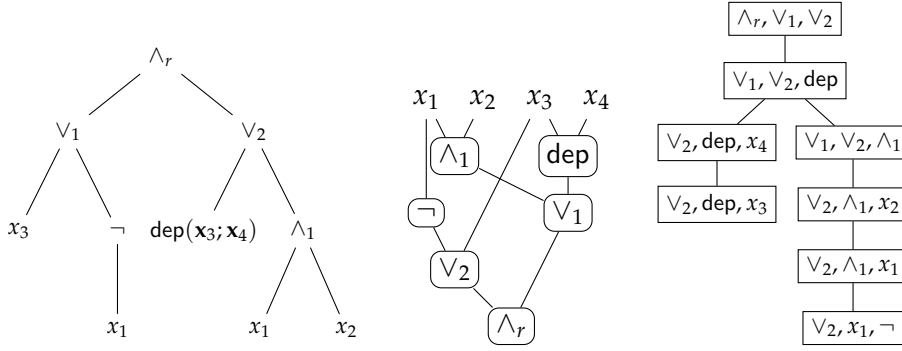 ∧r
∨1 ∨2
x3 ¬ dep(x3; x4) ∧1
x1 x1 x2
x1 x2 x3 x4
∧1 dep
¬ ∨1
∨2
∧r
∧r, ∨1, ∨2
∨1, ∨2, dep
∨2, dep, x4 ∨1, ∨2, ∧1
∨2, dep, x3 ∨2, ∧1, x2
∨2, ∧1, x1
∨2, x1, ¬